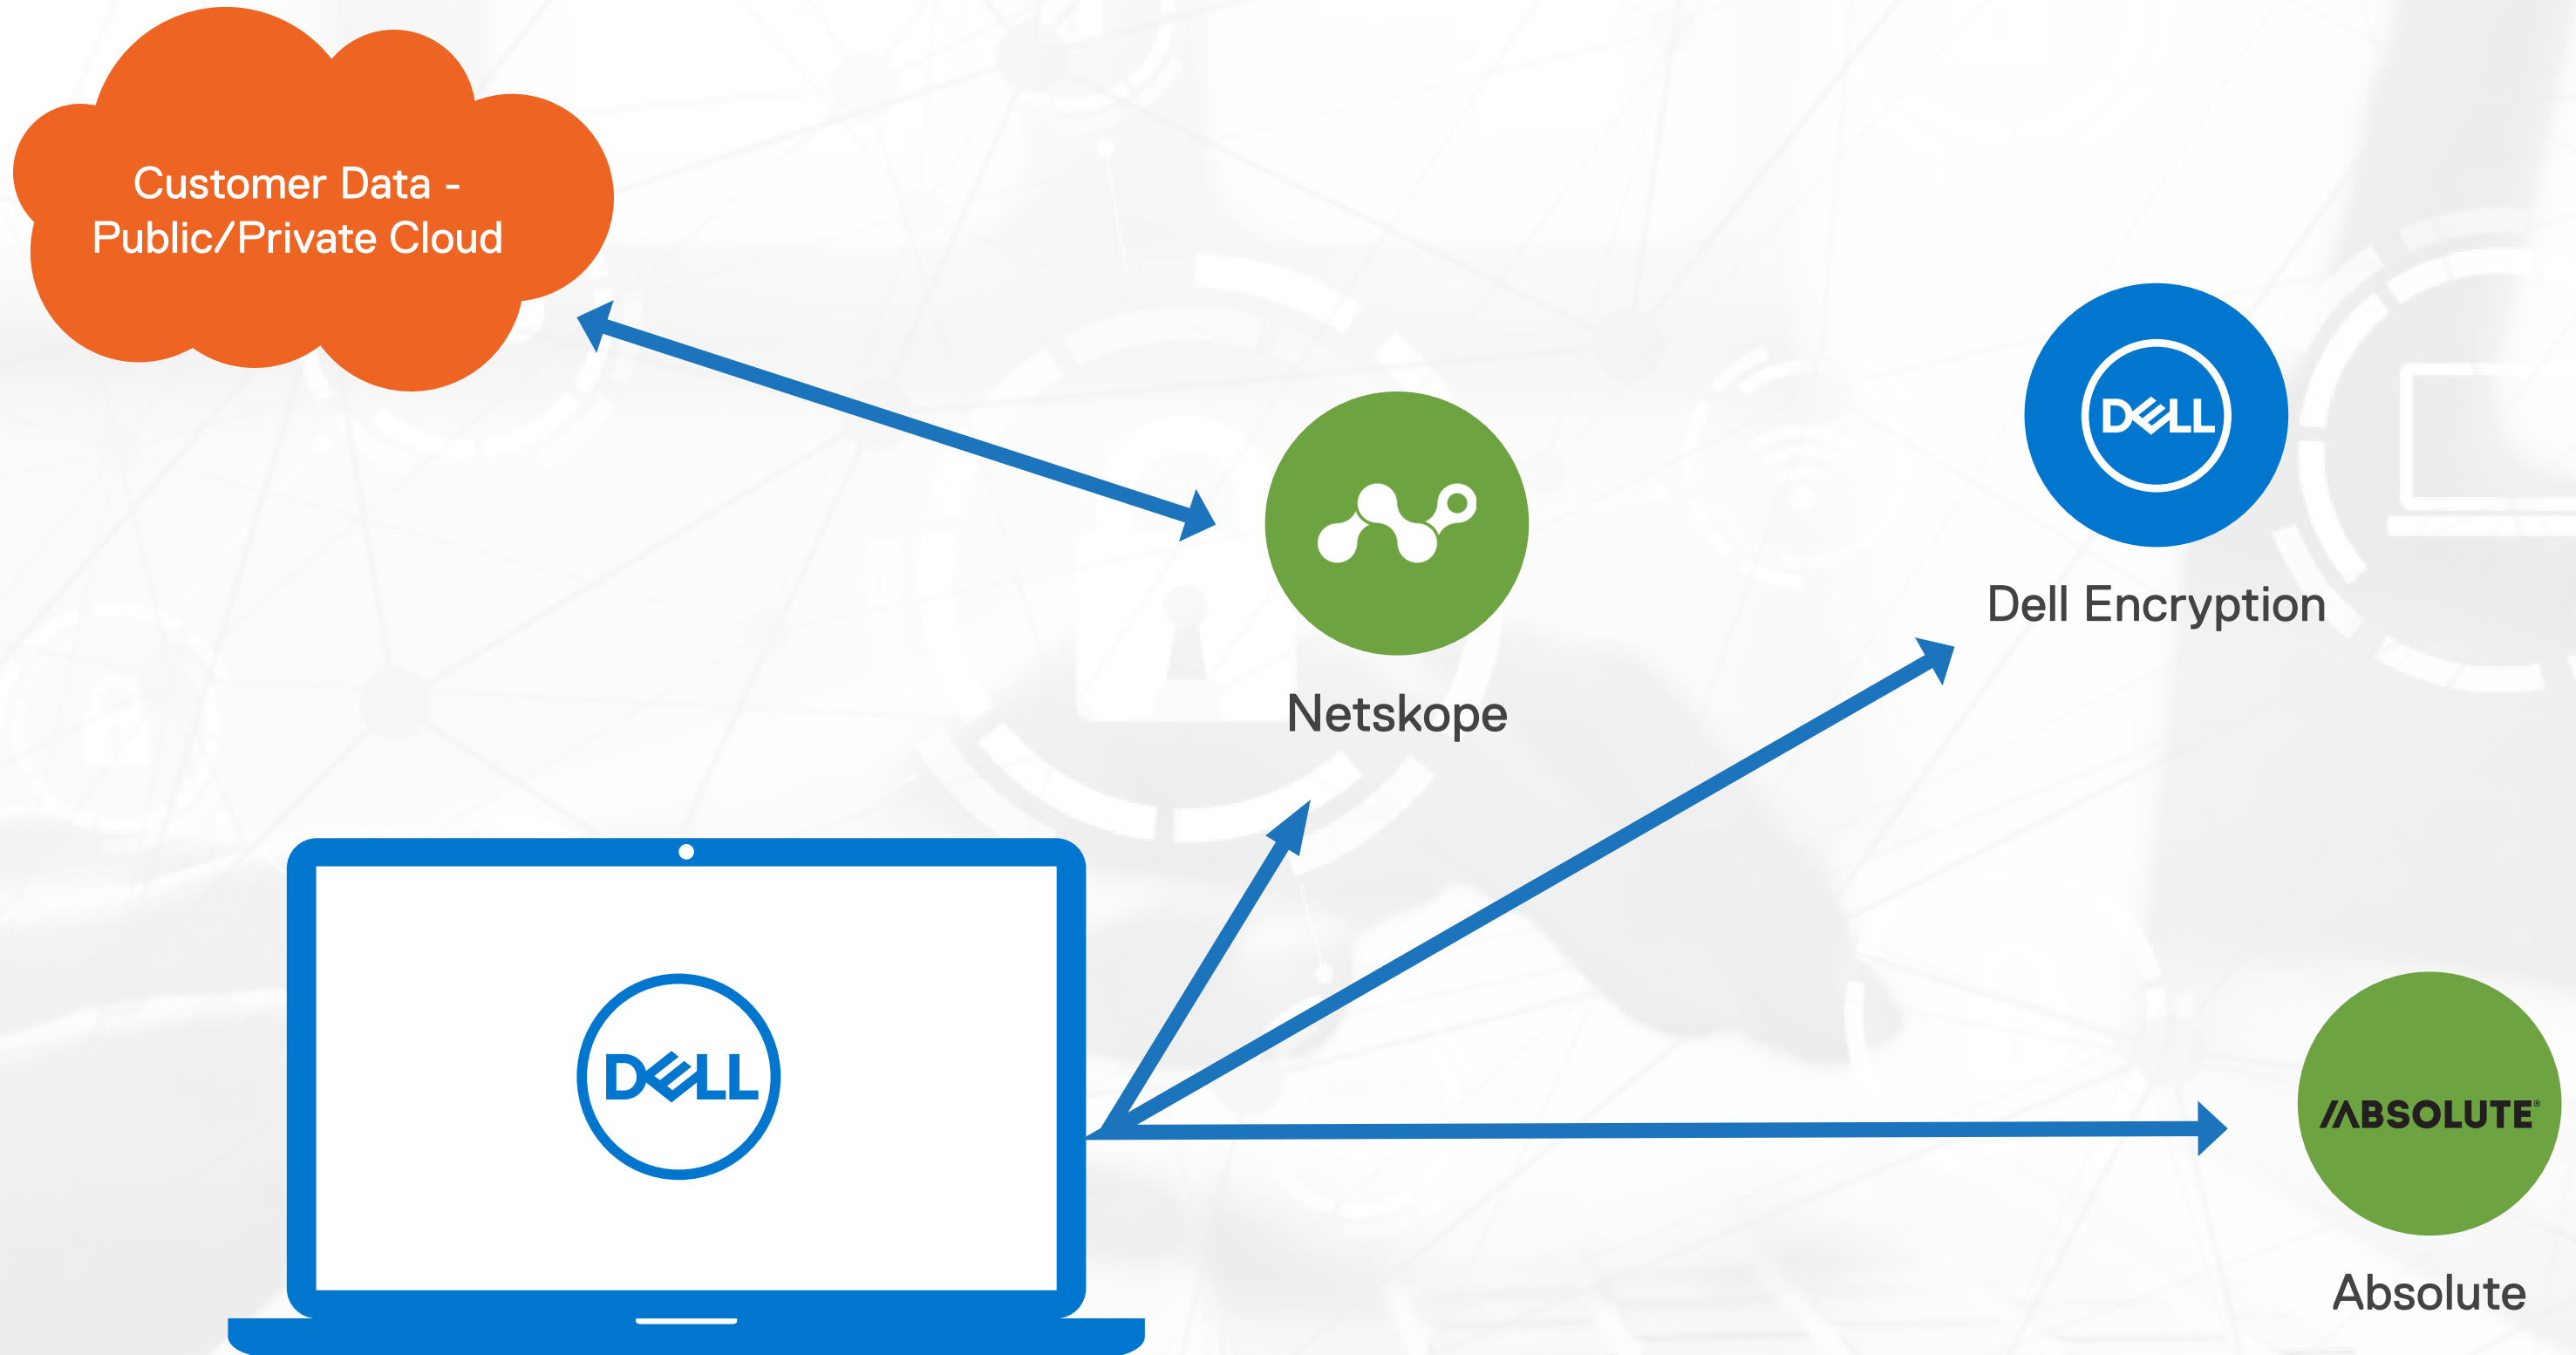 Customer Data -
Public/Private Cloud
DELL
Netskope
Dell Encryption
DELL
ABSOLUTE®
Absolute